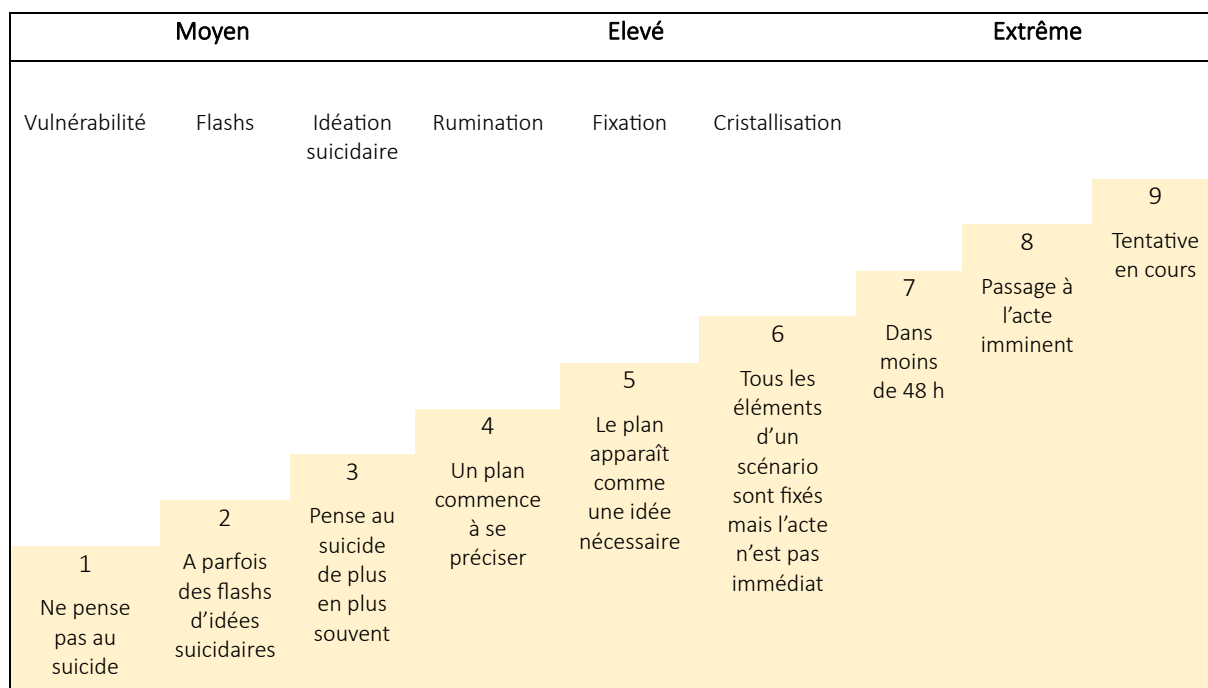 Moyen
Elevé
Extrême
Vulnérabilité
Flashs
Idéation
suicidaire
Rumination
Fixation
Cristallisation
1
Ne pense
pas au
suicide
2
A parfois
des flashs
d’idées
suicidaires
3
Pense au
suicide
de plus
en plus
souvent
4
Un plan
commence
à se
préciser
5
Le plan
apparaît
comme
une idée
nécessaire
6
Tous les
éléments
d’un
scénario
sont fixés
mais l’acte
n’est pas
immédiat
7
Dans
moins
de 48 h
8
Passage à
l’acte
imminent
9
Tentative
en cours